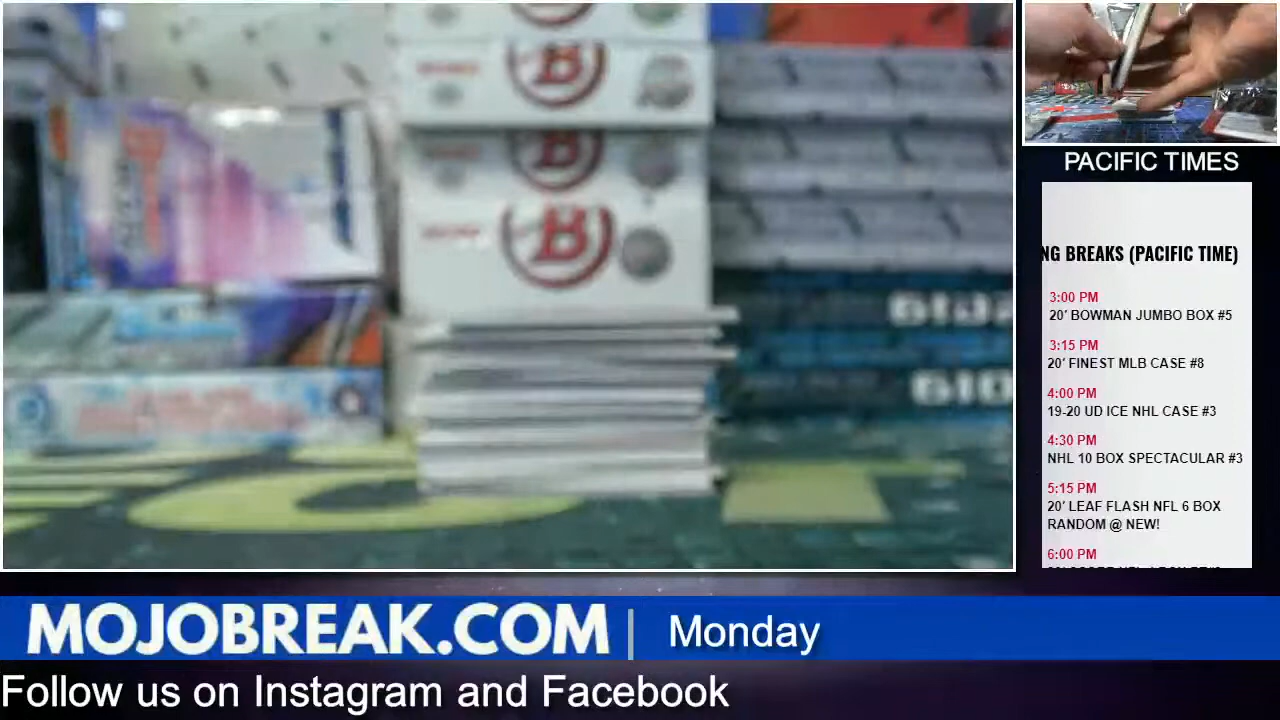 B
B
B
PACIFIC TIMES
NG BREAKS (PACIFIC TIME)
3:00 PM
20' BOWMAN JUMBO BOX #5
3:15 PM
20' FINEST MLB CASE #8
4:00 PM
19-20 UD ICE NHL CASE #3
4:30 PM
NHL 10 BOX SPECTACULAR #3
5:15 PM
20' LEAF FLASH NFL 6 BOX
RANDOM @ NEW!
6:00 PM
MOJOBREAK.COM | Monday
Follow us on Instagram and Facebook